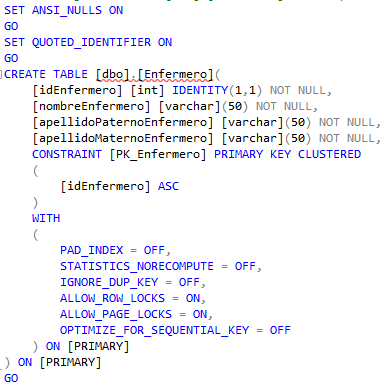 SET ANSI_NULLS ON
GO
SET QUOTED_IDENTIFIER ON
GO
CREATE TABLE [dbo].[Enfermero](
    [idEnfermero] [int] IDENTITY(1,1) NOT NULL,
    [nombreEnfermero] [varchar](50) NOT NULL,
    [apellidoPaternoEnfermero] [varchar](50) NOT NULL,
    [apellidoMaternoEnfermero] [varchar](50) NOT NULL,
    CONSTRAINT [PK_Enfermero] PRIMARY KEY CLUSTERED
    (
        [idEnfermero] ASC
    )
    WITH
    (
        PAD_INDEX = OFF,
        STATISTICS_NORECOMPUTE = OFF,
        IGNORE_DUP_KEY = OFF,
        ALLOW_ROW_LOCKS = ON,
        ALLOW_PAGE_LOCKS = ON,
        OPTIMIZE_FOR_SEQUENTIAL_KEY = OFF
    ) ON [PRIMARY]
) ON [PRIMARY]
GO